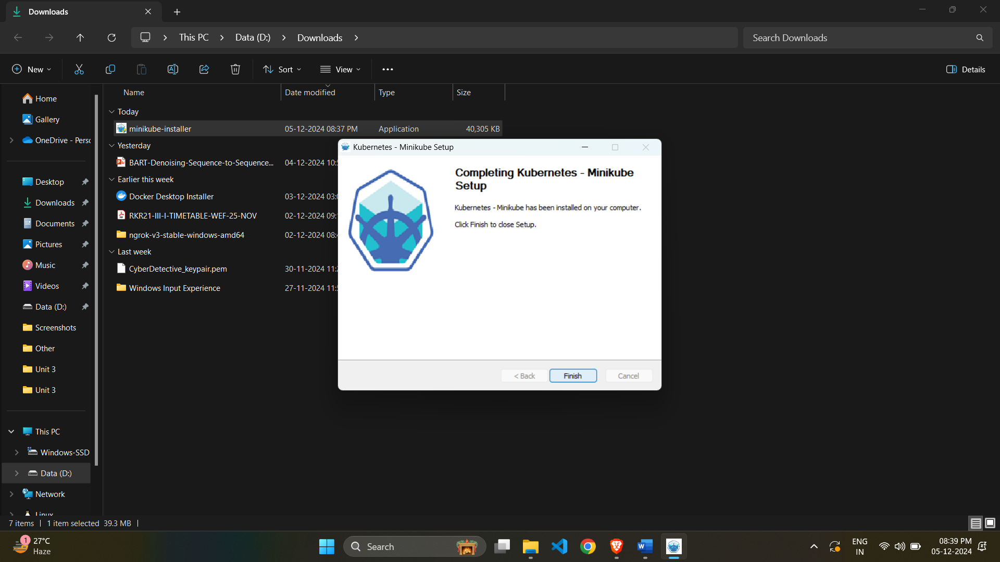 Downloads
This PC
Data (D:)
Downloads
Search Downloads
New
Sort
View
Details
Home
Gallery
OneDrive - Perso
Desktop
Downloads
Documents
Pictures
Music
Videos
Data (D:)
Screenshots
Other
Unit 3
Unit 3
This PC
Windows-SSD
Data (D:)
Network
Linux
Name Date modified Type Size
Today
minikube-installer 05-12-2024 08:37 PM Application 40,305 KB
Yesterday
BART-Denoising-Sequence-to-Sequence... 04-12-2024 10:5
Earlier this week
Docker Desktop Installer 03-12-2024 03:0
RKR21-III-I-TIMETABLE-WEF-25-NOV 02-12-2024 09:
ngrok-v3-stable-windows-amd64 02-12-2024 08:4
Last week
CyberDetective_keypair.pem 30-11-2024 11:2
Windows Input Experience 27-11-2024 11:5
Kubernetes - Minikube Setup
Completing Kubernetes - Minikube
Setup
Kubernetes - Minikube has been installed on your computer.
Click Finish to close Setup.
< Back Finish Cancel
7 items 1 item selected 39.3 MB
1
27°C
Haze
Search
ENG
IN
08:39 PM
05-12-2024